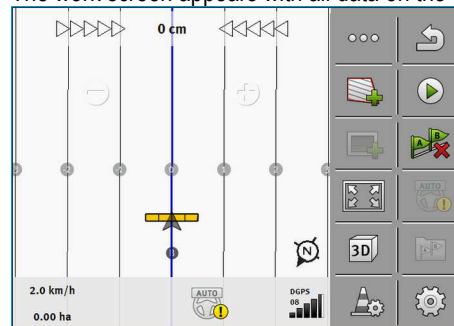 The work screen appears with all data on the
0 cm
A B
AUTO
3D
N
2.0 km/h
0.00 ha
AUTO
DGPS
08